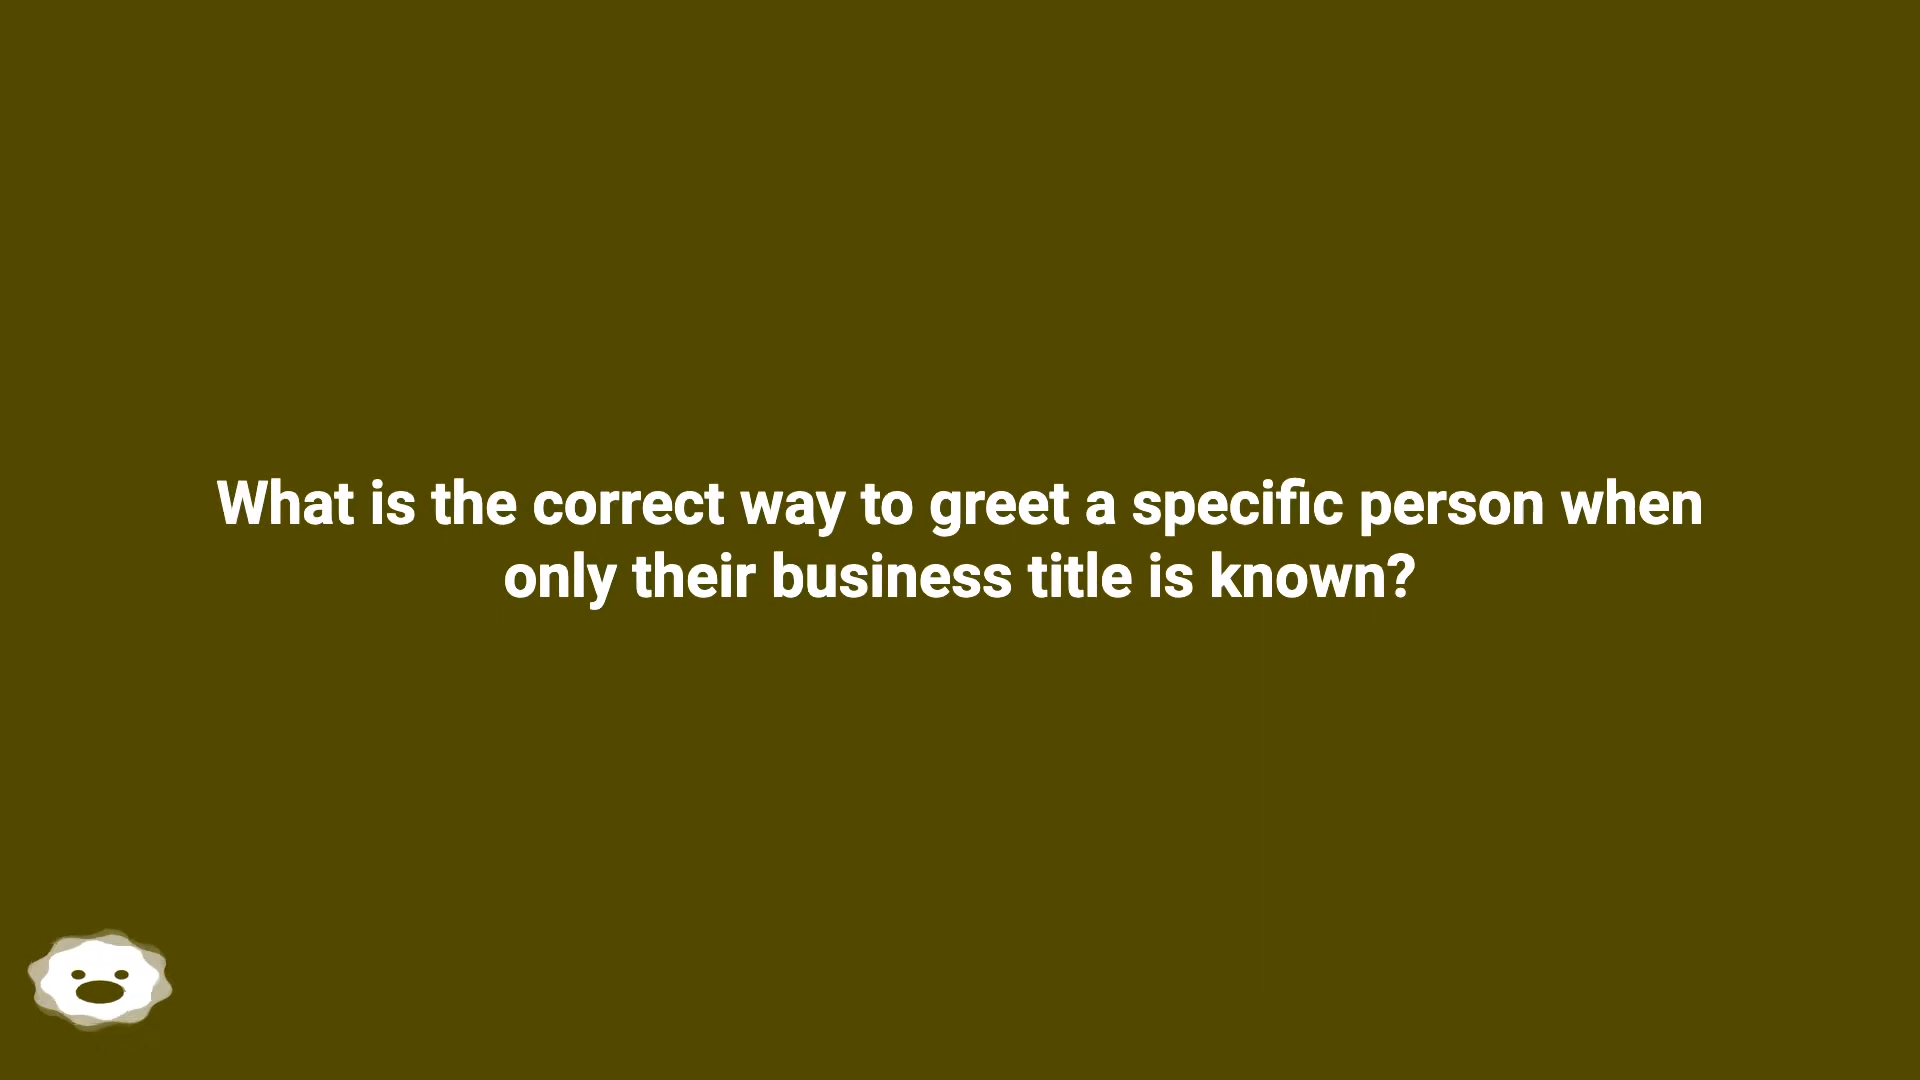 What is the correct way to greet a specific person when
only their business title is known?